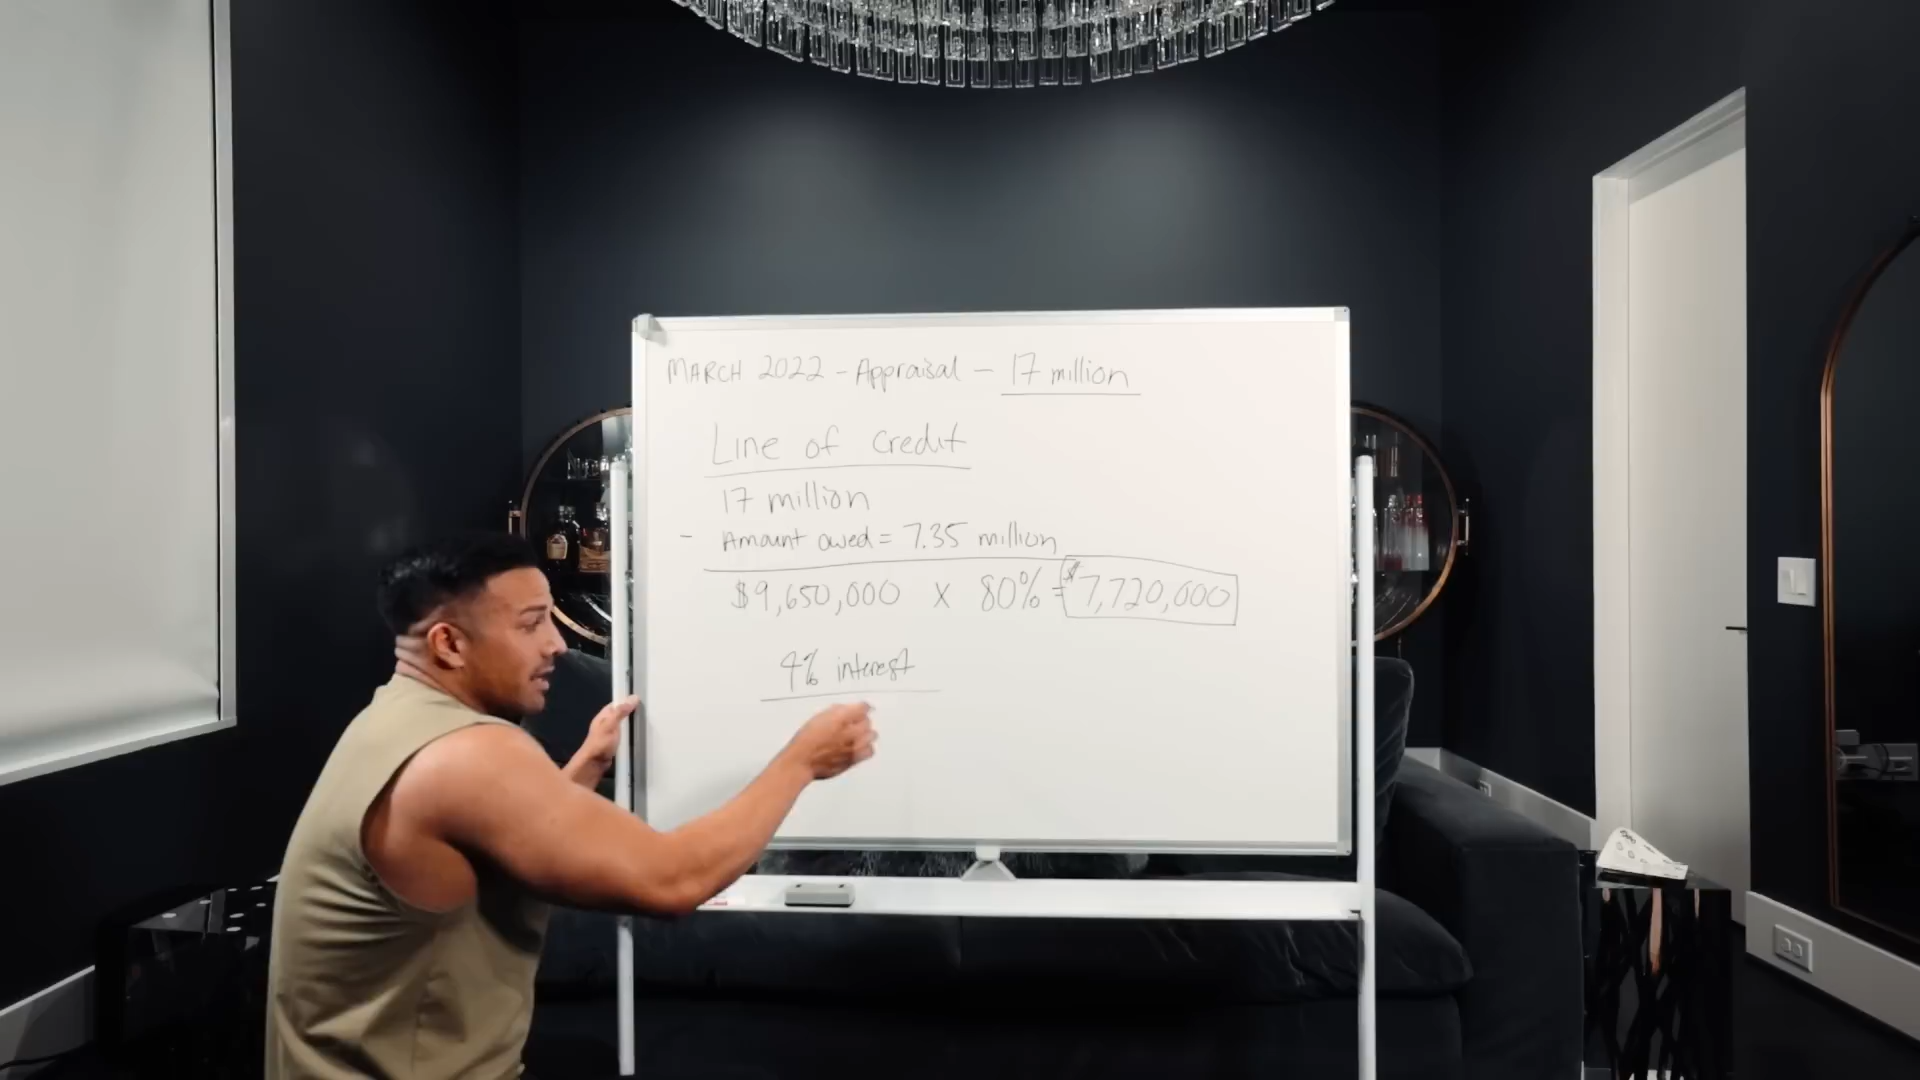 MARCH 2022 - Appraisal - 17 million
Line of credit
17 million
- Amount owed = 7.35 million
$9,650,000 x 80% = $7,720,000
4% interest